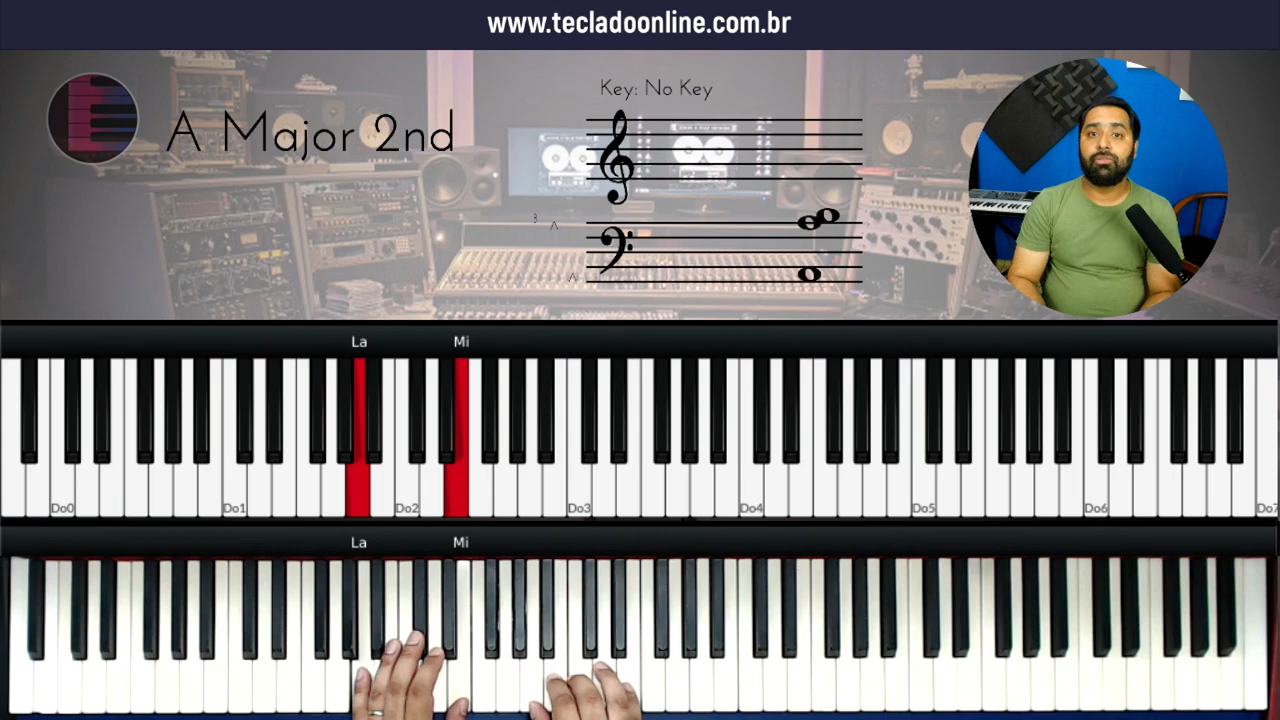 www.tecladoonline.com.br
Key: No Key
A Major 2nd
3
^
^
La Mi
Do0 Do1 Do2 Do3 Do4 Do5 Do6 Do7
La Mi